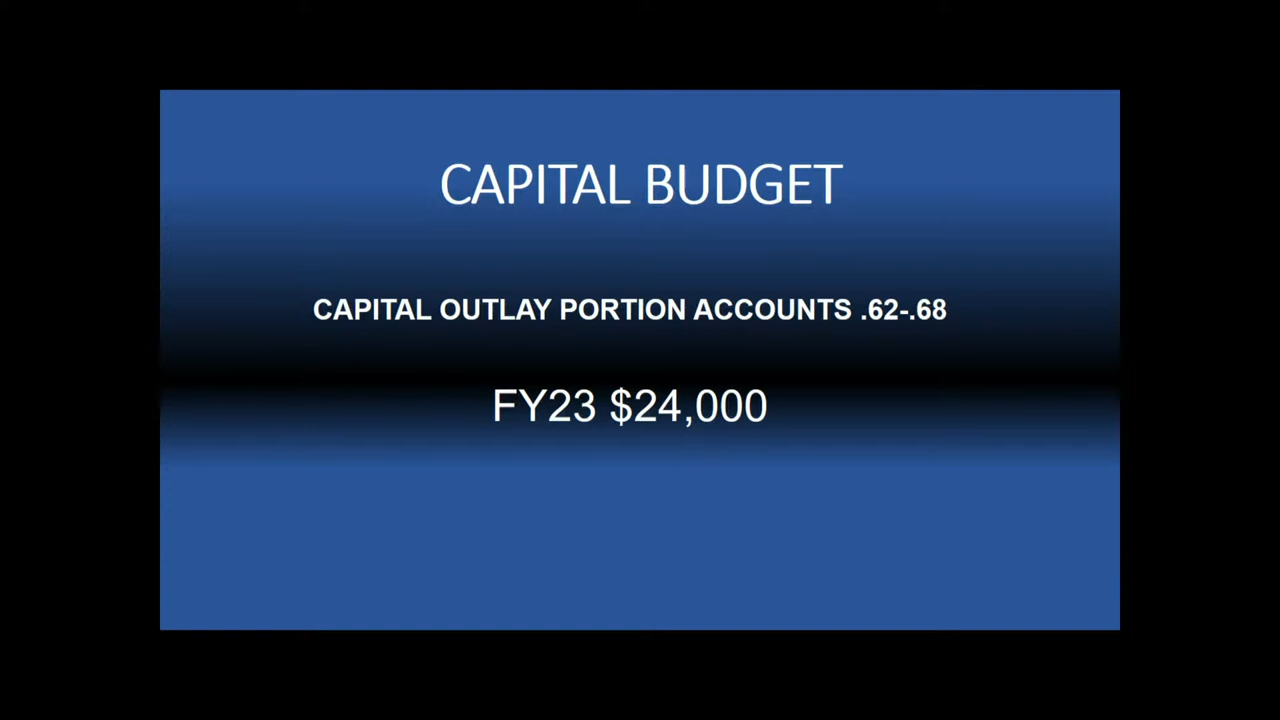 CAPITAL BUDGET
CAPITAL OUTLAY PORTION ACCOUNTS .62-.68
FY23 $24,000